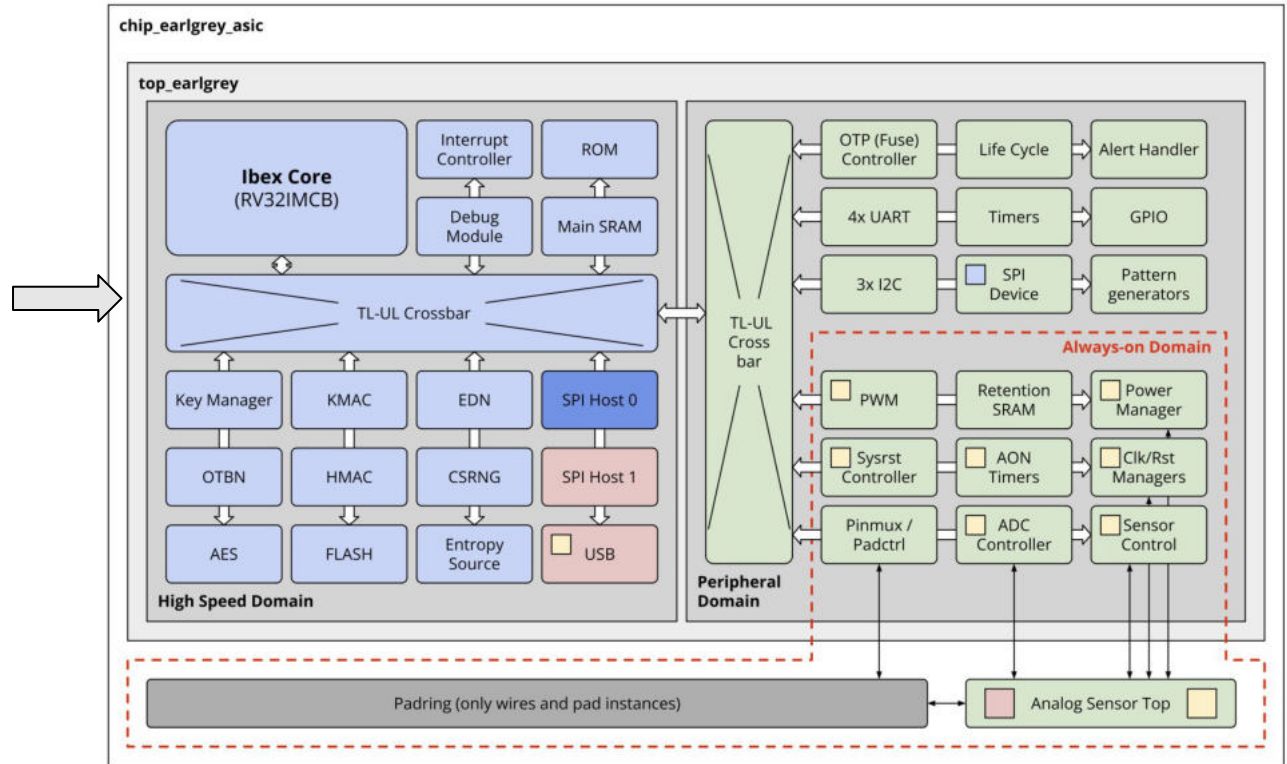 chip_earlgrey_asic
top_earlgrey
Ibex Core
(RV32IMCB)
Interrupt
Controller
ROM
Debug
Module
Main SRAM
TL-UL Crossbar
Key Manager
KMAC
EDN
SPI Host 0
OTBN
HMAC
CSRNG
SPI Host 1
AES
FLASH
Entropy
Source
USB
High Speed Domain
TL-UL
Cross
bar
Peripheral
Domain
OTP (Fuse)
Controller
Life Cycle
Alert Handler
4x UART
Timers
GPIO
3x I2C
SPI
Device
Pattern
generators
Always-on Domain
PWM
Retention
SRAM
Power
Manager
Sysrst
Controller
AON
Timers
Clk/Rst
Managers
Pinmux /
Padctrl
ADC
Controller
Sensor
Control
Padring (only wires and pad instances)
Analog Sensor Top